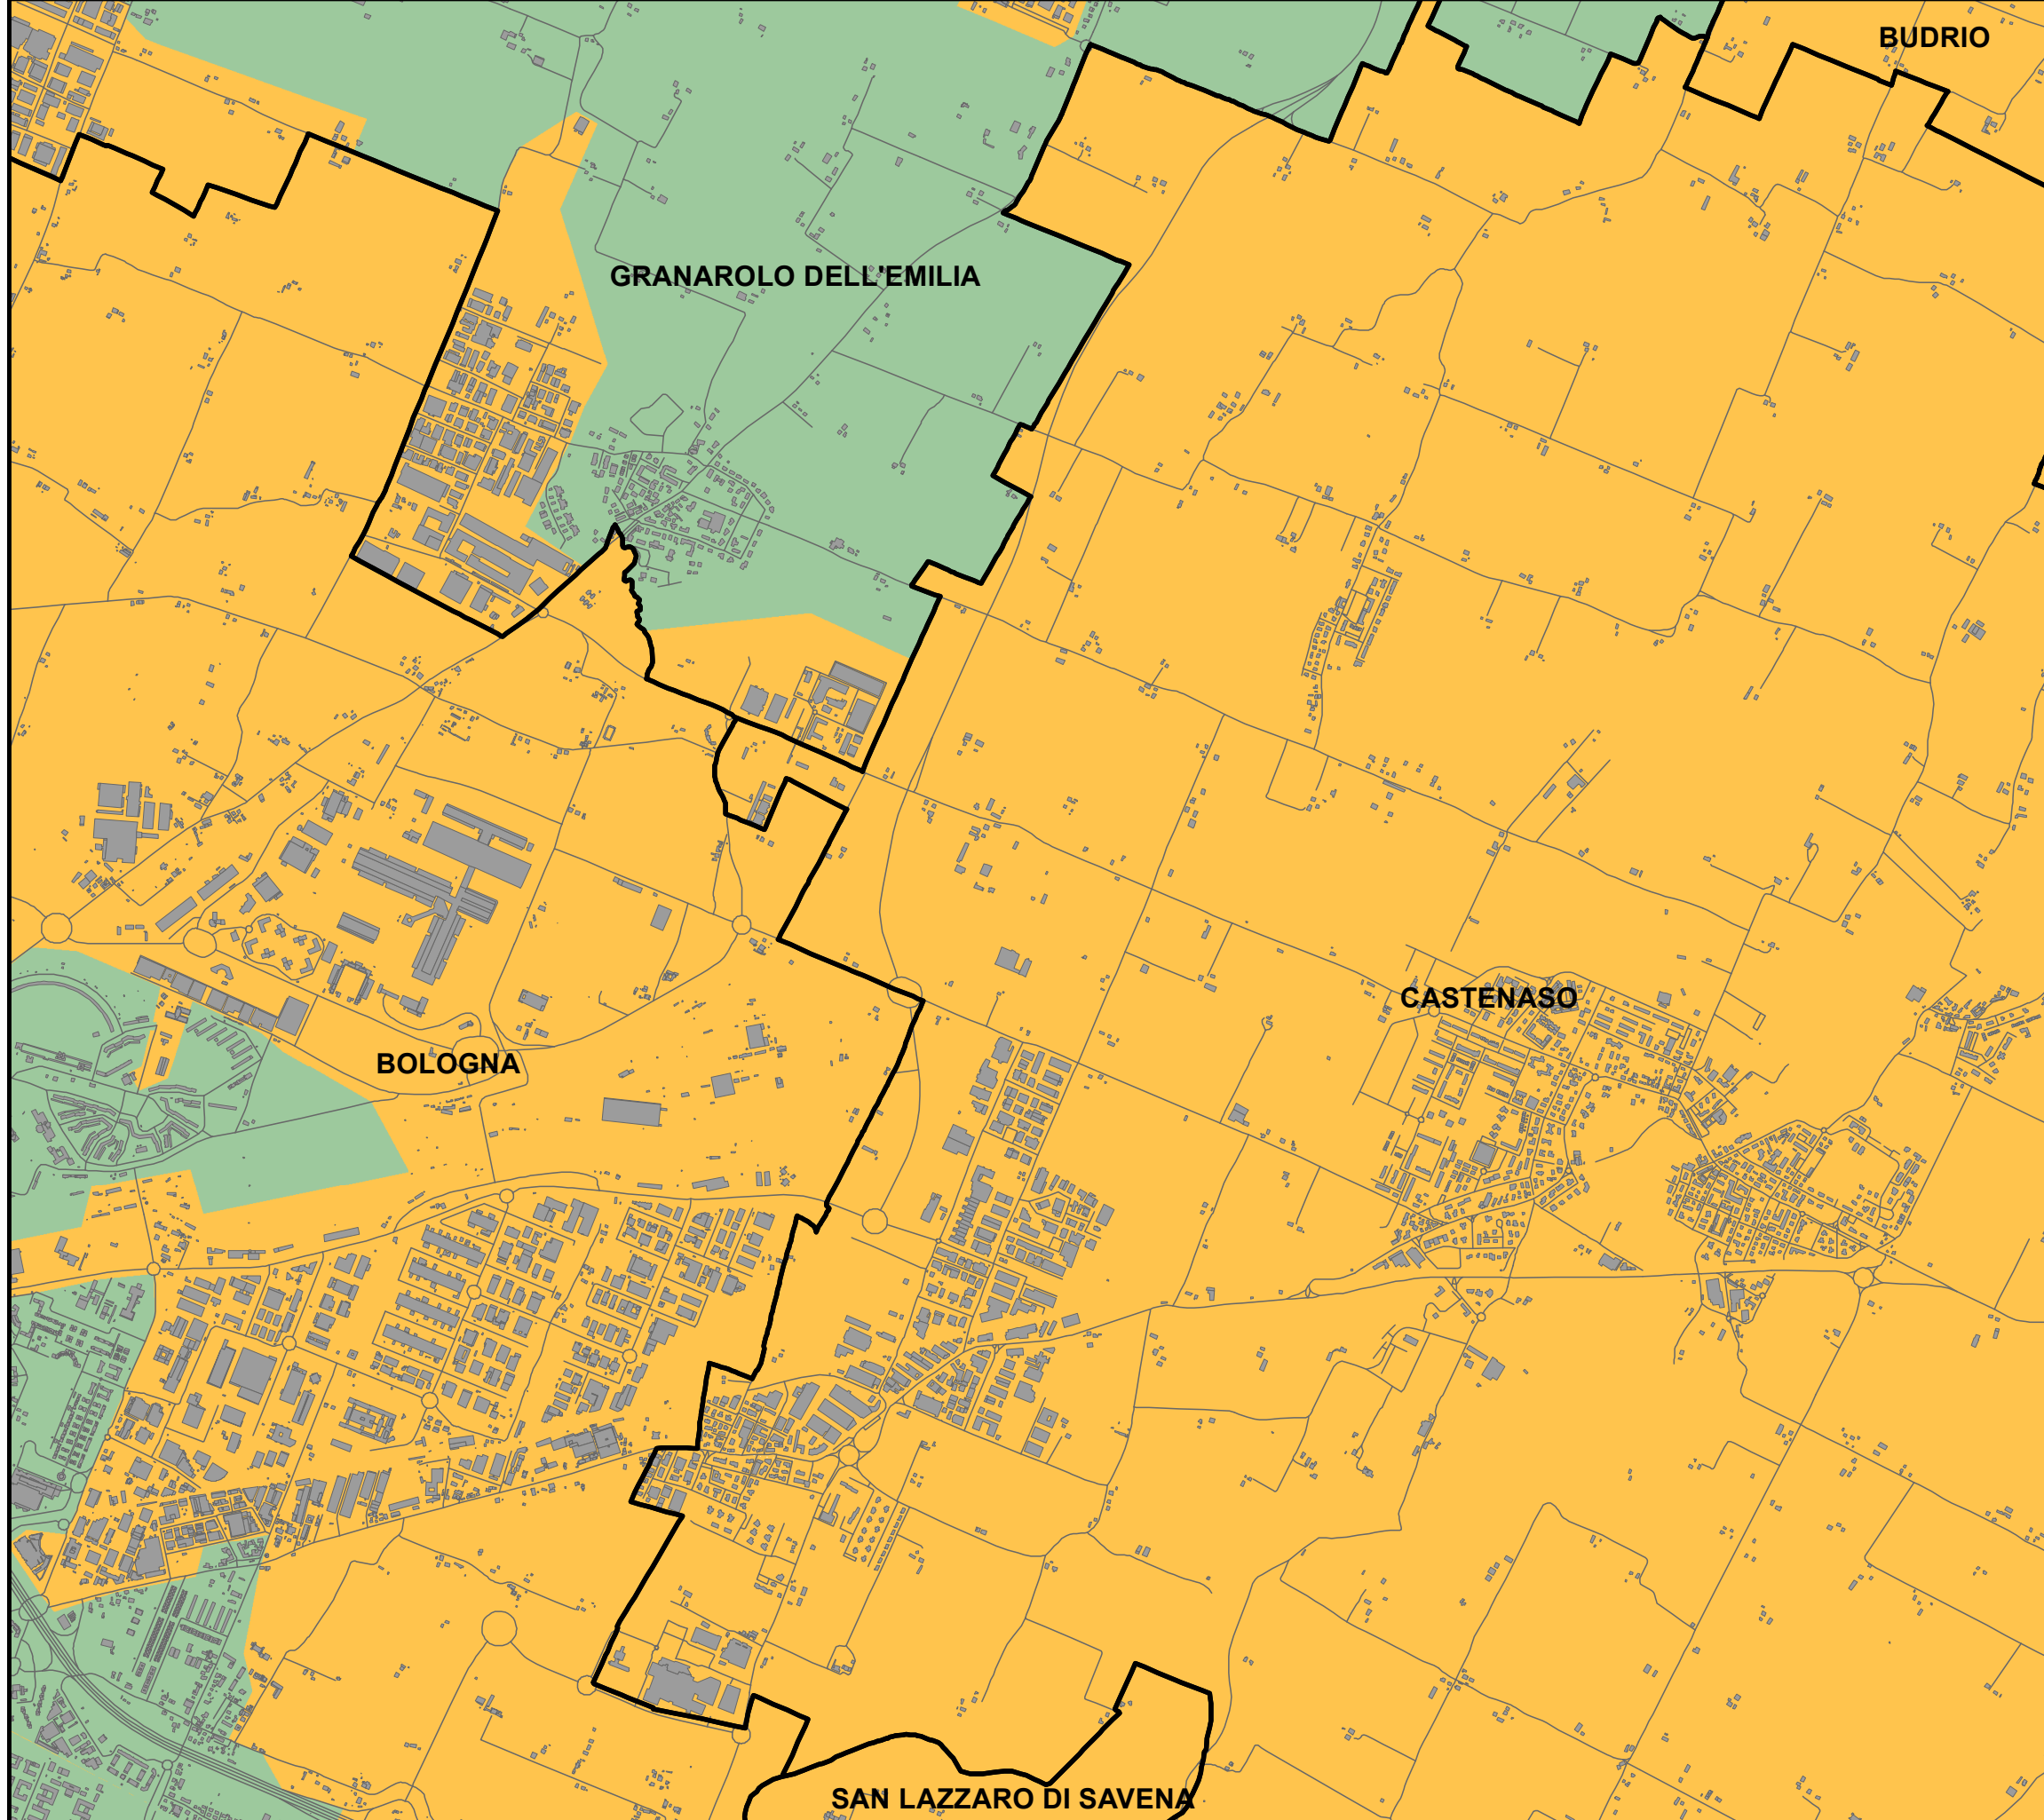 BUDRIO
GRANAROLO DELL'EMILIA
CASTENASO
BOLOGNA
SAN LAZZARO DI SAVENA